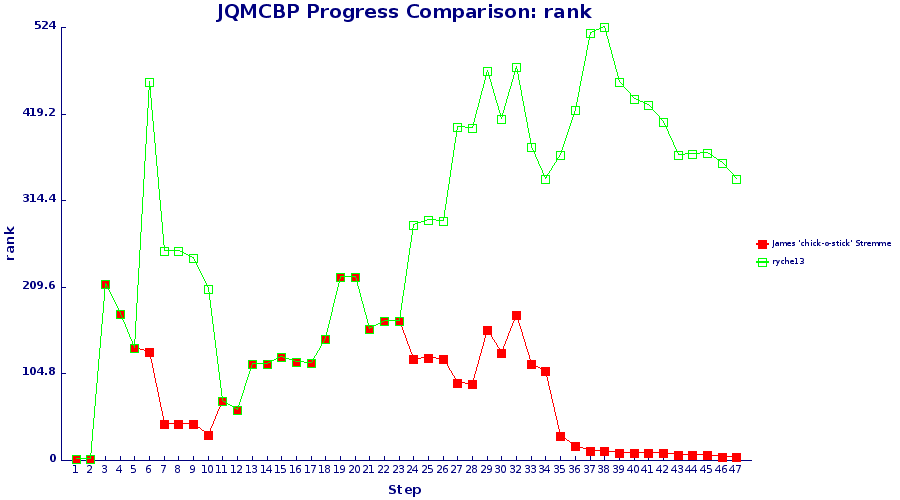 JQMCBP Progress Comparison: rank
524
419.2
314.4
209.6
104.8
0
rank
1 2 3 4 5 6 7 8 9 10 11 12 13 14 15 16 17 18 19 20 21 22 23 24 25 26 27 28 29 30 32 33 34 35 36 37 38 39 40 41 42 43 44 45 46 47
Step
James 'chick-o-stick' Stremme
ryche13